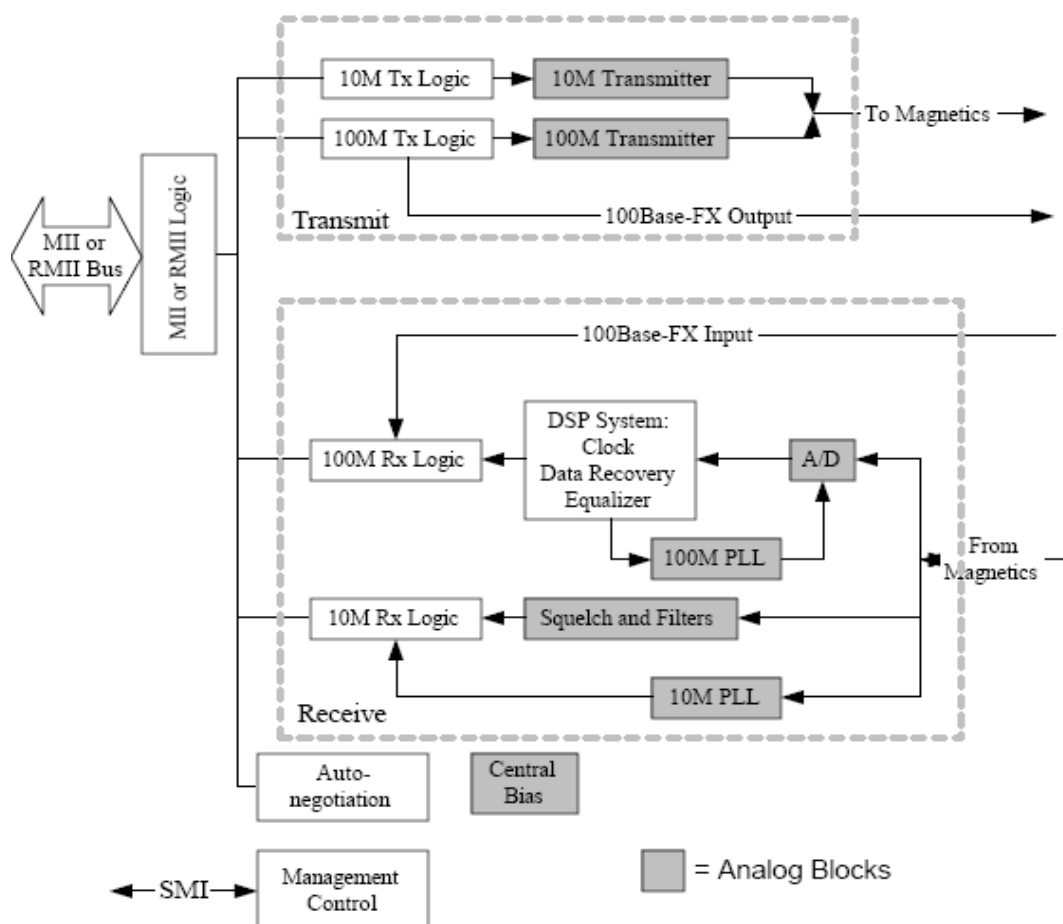 10M Tx Logic
10M Transmitter
To Magnetics
100M Tx Logic
100M Transmitter
100Base-FX Output
Transmit
MII or
RMII Bus
MII or RMII Logic
100Base-FX Input
DSP System:
Clock
Data Recovery
Equalizer
100M Rx Logic
A/D
100M PLL
From
Magnetics
10M Rx Logic
Squelch and Filters
10M PLL
Receive
Auto-
negotiation
Central
Bias
SMI
Management
Control
= Analog Blocks